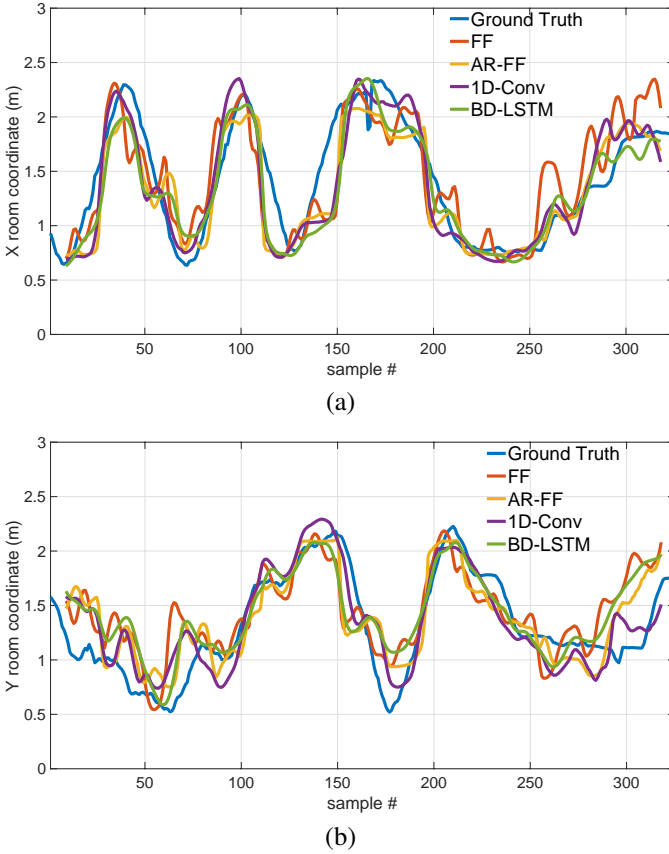 3
2.5
2
1.5
1
0.5
0
X room coordinate (m)
Ground Truth
FF
AR-FF
1D-Conv
BD-LSTM
50 100 150 200 250 300
sample #
(a)
3
2.5
2
1.5
1
0.5
0
Y room coordinate (m)
Ground Truth
FF
AR-FF
1D-Conv
BD-LSTM
50 100 150 200 250 300
sample #
(b)